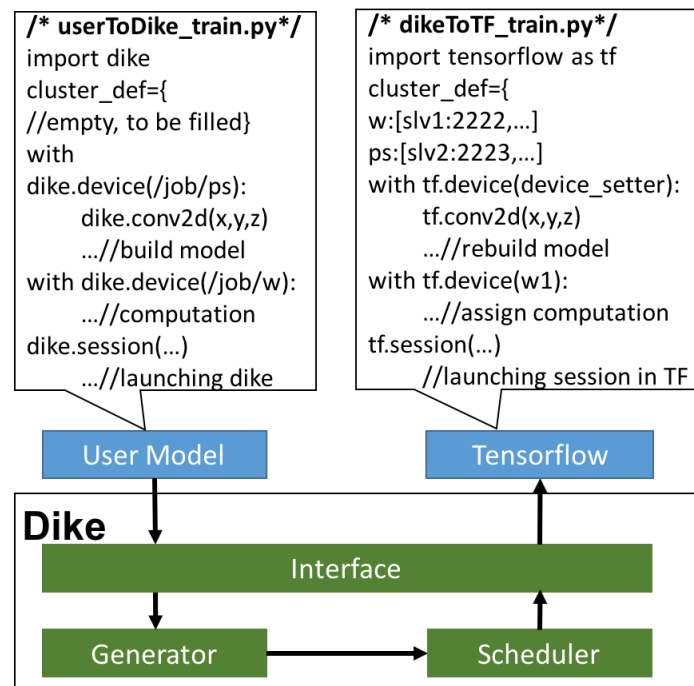 /* userToDike_train.py*/
import dike
cluster_def={
//empty, to be filled}
with
dike.device(/job/ps):
dike.conv2d(x,y,z)
...//build model
with dike.device(/job/w):
...//computation
dike.session(...)
...//launching dike
/* dikeToTF_train.py*/
import tensorflow as tf
cluster_def={
w:[slv1:2222,...]
ps:[slv2:2223,...]
with tf.device(device_setter):
tf.conv2d(x,y,z)
...//rebuild model
with tf.device(w1):
...//assign computation
tf.session(...)
//launching session in TF
User Model
Tensorflow
Dike
Interface
Generator
Scheduler